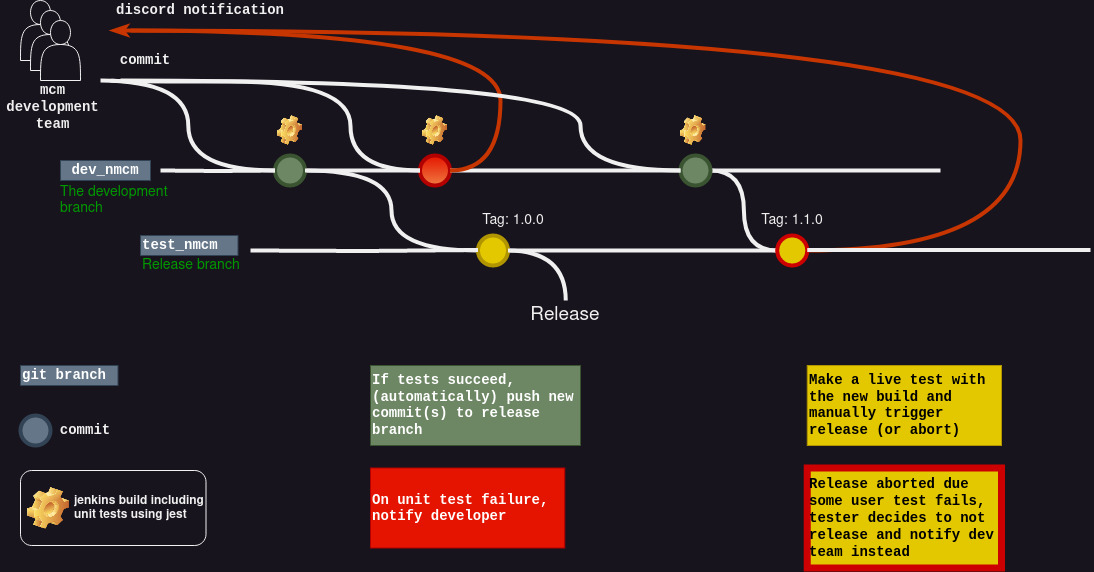 discord notification
commit
mcm
development
team
dev_nmcm
The development
branch
Tag: 1.0.0
Tag: 1.1.0
test_nmcm
Release branch
Release
git branch
commit
jenkins build including
unit tests using jest
If tests succeed,
(automatically) push new
commit(s) to release
branch
On unit test failure,
notify developer
Make a live test with
the new build and
manually trigger
release (or abort)
Release aborted due
some user test fails,
tester decides to not
release and notify dev
team instead